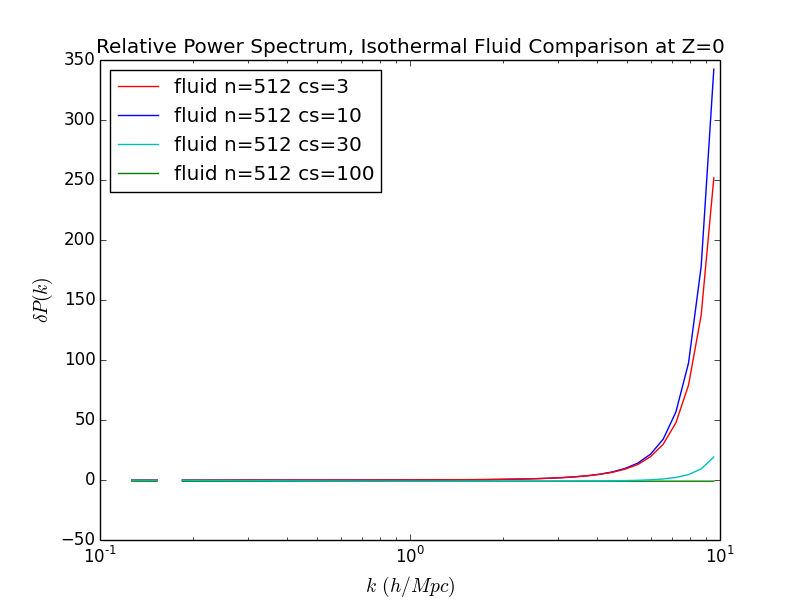 Relative Power Spectrum, Isothermal Fluid Comparison at Z=0
350
300
250
200
150
100
50
0
−50
δP(k)
fluid n=512 cs=3
fluid n=512 cs=10
fluid n=512 cs=30
fluid n=512 cs=100
10⁻¹
10⁰
10¹
k (h/Mpc)